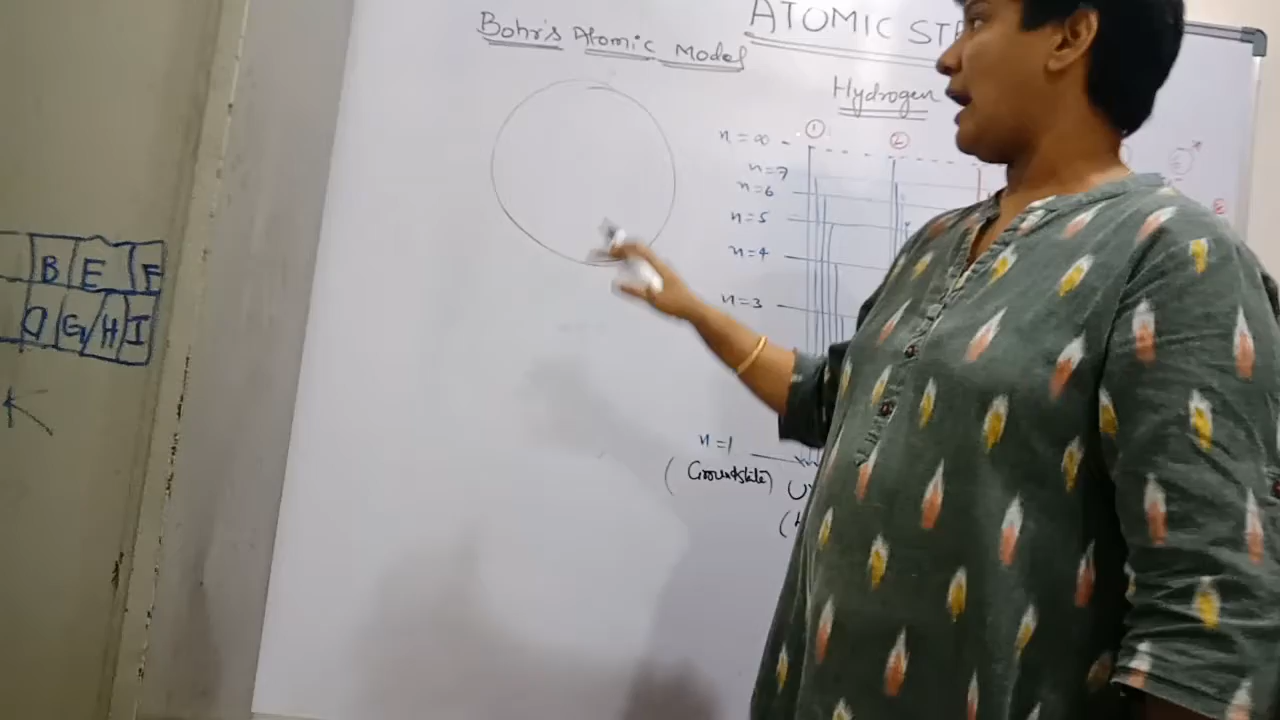 Bohr's Atomic Model
ATOMIC ST
Hydrogen
n=∞
① ②
n=7
n=6
n=5
n=4
n=3
n=1
(Groundstate)
B E F
G H I